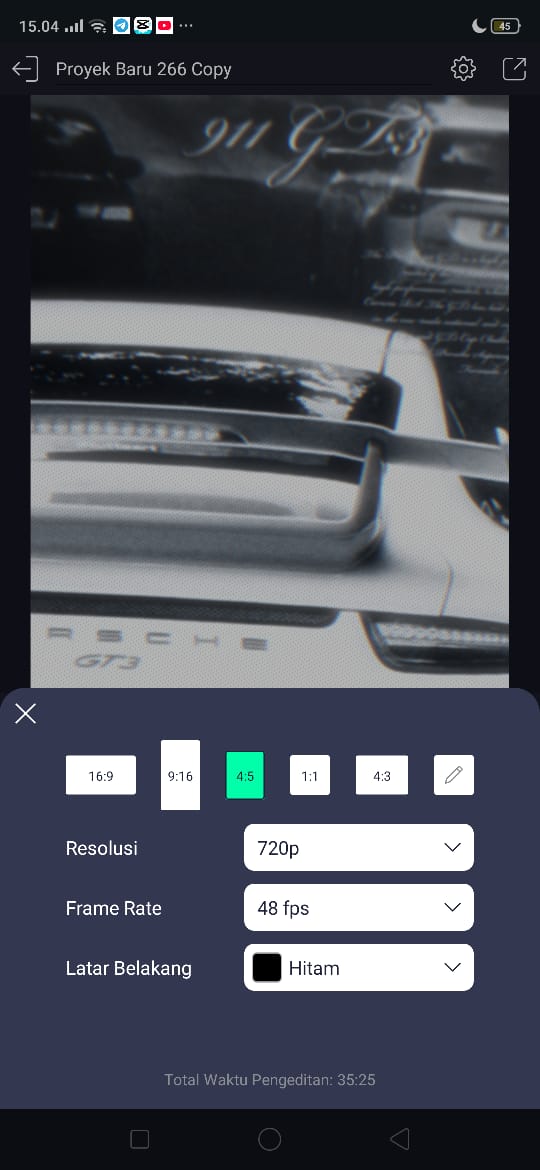 15.04
45
Proyek Baru 266 Copy
911 GT3
RSCHE
GT3
16:9
9:16
4:5
1:1
4:3
Resolusi
720p
Frame Rate
48 fps
Latar Belakang
Hitam
Total Waktu Pengeditan: 35:25